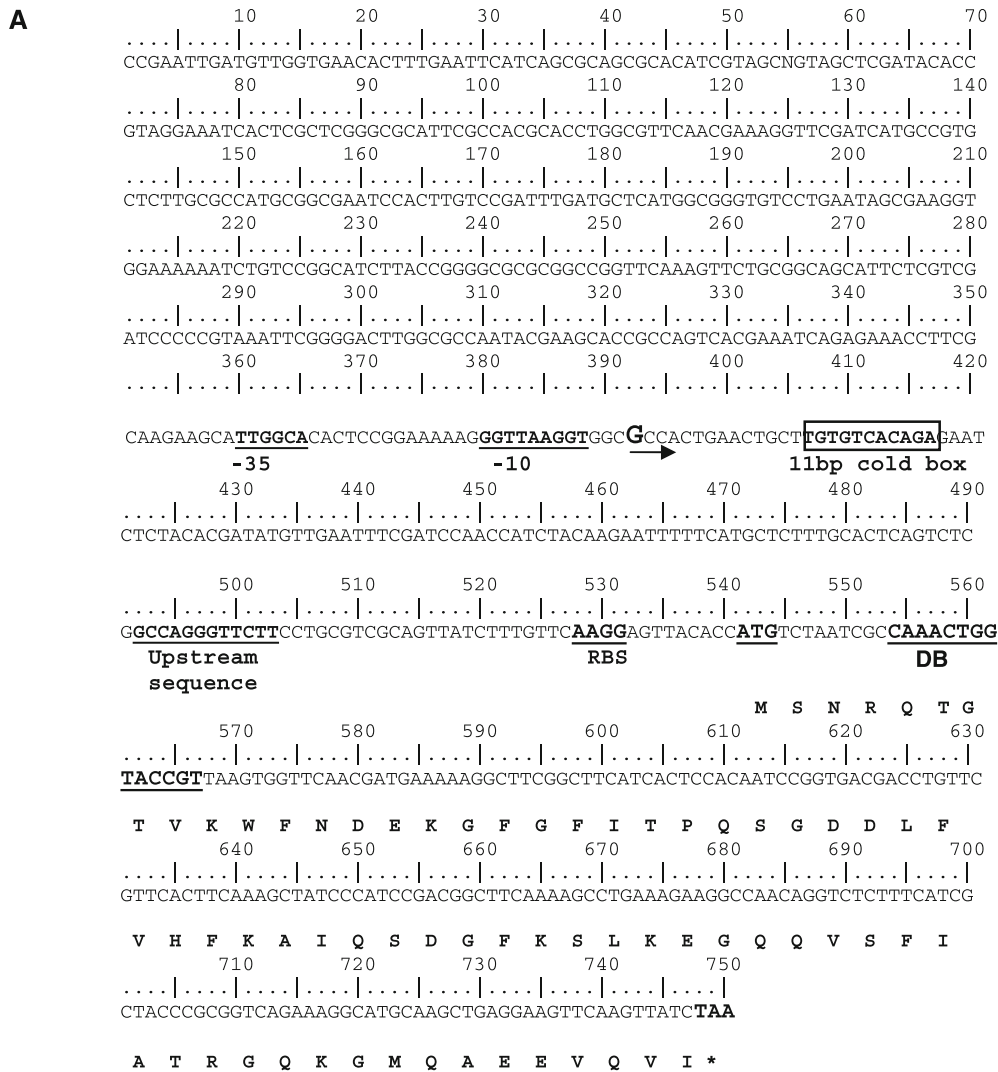 A
10 20 30 40 50 60 70
CCGAATTGATGTTGGTGAACACTTTGAATTCATCAGCGCAGCGCACATCGTAGCNGTAGCTCGATACACC
80 90 100 110 120 130 140
GTAGGAAATCACTCGCTCGGGCGCATTCGCCACGCACCTGGCGTTCAACGAAAGGTTCGATCATGCCGTG
150 160 170 180 190 200 210
CTCTTGCGCCATGCGGCGAATCCACTTGTCCGATTTGATGCTCATGGCGGGTGTCCTGAATAGCGAAGGT
220 230 240 250 260 270 280
GGAAAAAATCTGTCCGGCATCTTACCGGGGCGCGCGGCCGGTTCAAAGTTCTGCGGCAGCATTCTCGTCG
290 300 310 320 330 340 350
ATCCCCCCGTAAATTCGGGGACTTGGCGCCAATACGAAGCACCGCCAGTCACGAAATCAGAGAAACCTTCG
360 370 380 392 400 410 420
CAAGAAGCATTGGCACACTCCGGAAAAAGGGTTAAGGTGGCGCCACTGAACTGCTTGTGTCACAGAGAAT
-35 -10 11bp cold box
430 440 450 460 470 480 490
CTCTACACGATATGTTGAATTTCGATCCAACCATCTACAAGAATTTTTCATGCTCTTTGCACTCAGTCTC
500 510 520 530 540 550 560
GGCCAGGGTTCTTCCTGCGTCGCAGTTATCTTTGTTCAAGGAGTTACACCATGTCTAATCGCCAAACTGG
Upstream sequence RBS DB
M S N R Q T G
570 580 590 600 610 620 630
TACCGTTAAGTGGTTCAACGATGAAAAAGGCTTCGGCTTCATCACTCCACAATCCGGTGACGACCTGTTC
T V K W F N D E K G F G F I T P Q S G D D L F
640 650 660 670 680 690 700
GTTCACTTCAAAGCTATCCCATCCGACGGCTTCAAAAGCCTGAAAGAAGGCCAACAGGTCTCTTTCATCG
V H F K A I Q S D G F K S L K E G Q Q V S F I
710 720 730 740 750
CTACCCGCGGTCAGAAAGGCATGCAAGCTGAGGAAGTTCAAGTTATCTAA
A T R G Q K G M Q A E E V Q V I *